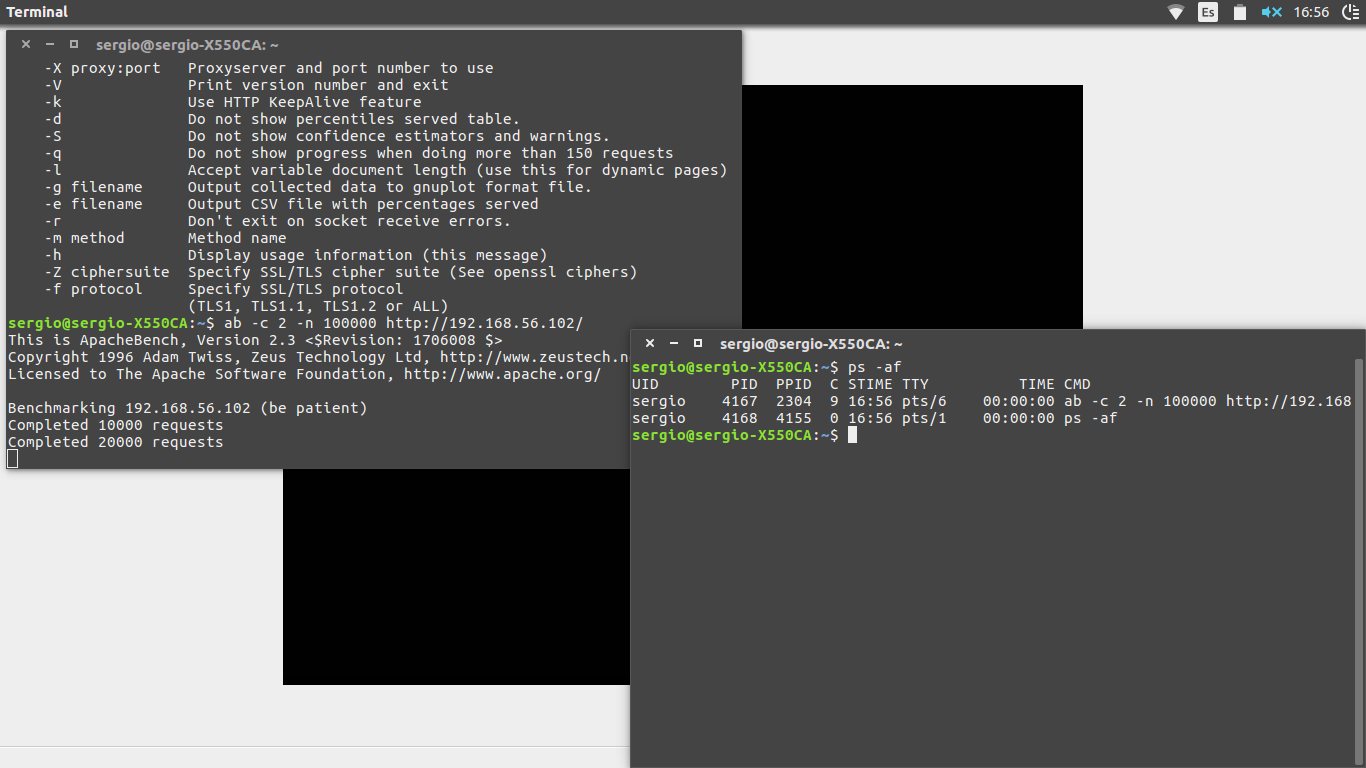 Terminal
Es
16:56
sergio@sergio-X550CA: ~
-X proxy:port   Proxyserver and port number to use
-V              Print version number and exit
-k              Use HTTP KeepAlive feature
-d              Do not show percentiles served table.
-S              Do not show confidence estimators and warnings.
-q              Do not show progress when doing more than 150 requests
-l              Accept variable document length (use this for dynamic pages)
-g filename     Output collected data to gnuplot format file.
-e filename     Output CSV file with percentages served
-r              Don't exit on socket receive errors.
-m method       Method name
-h              Display usage information (this message)
-Z ciphersuite  Specify SSL/TLS cipher suite (See openssl ciphers)
-f protocol     Specify SSL/TLS protocol
(TLS1, TLS1.1, TLS1.2 or ALL)
sergio@sergio-X550CA:~$ ab -c 2 -n 100000 http://192.168.56.102/
This is ApacheBench, Version 2.3 <$Revision: 1706008 $>
Copyright 1996 Adam Twiss, Zeus Technology Ltd, http://www.zeustech.n
Licensed to The Apache Software Foundation, http://www.apache.org/
Benchmarking 192.168.56.102 (be patient)
Completed 10000 requests
Completed 20000 requests
sergio@sergio-X550CA: ~
sergio@sergio-X550CA:~$ ps -af
UID        PID  PPID  C STIME TTY          TIME CMD
sergio    4167  2304  9 16:56 pts/6    00:00:00 ab -c 2 -n 100000 http://192.168
sergio    4168  4155  0 16:56 pts/1    00:00:00 ps -af
sergio@sergio-X550CA:~$